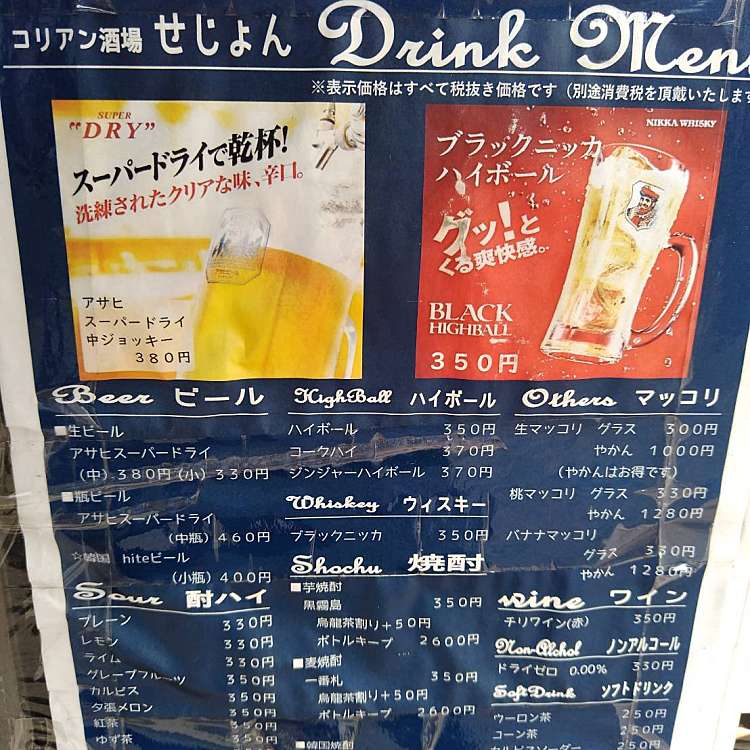 コリアン酒場 せじょん Drink Menu
※表示価格はすべて税抜き価格です（別途消費税を頂戴いたします
SUPER
"DRY"
スーパードライで乾杯!
洗練されたクリアな味、辛口。
アサヒ
スーパードライ
中ジョッキー
380円
NIKKA WHISKY
ブラックニッカ
ハイボール
グッ!と
くる爽快感。
BLACK
HIGHBALL
350円
Beer ビール
■生ビール
アサヒスーパードライ
（中）380円（小）330円
■瓶ビール
アサヒスーパードライ
（中瓶）460円
☆韓国 hiteビール
（小瓶）400円
Sour 酎ハイ
プレーン 330円
レモン 330円
ライム 330円
グレープフルーツ 350円
カルピス 350円
夕張メロン 350円
紅茶 350円
ゆず茶 350円
HighBall ハイボール
ハイボール 350円
コークハイ 370円
ジンジャーハイボール 370円
Whiskey ウィスキー
ブラックニッカ 350円
Shochu 焼酎
■芋焼酎
黒霧島 350円
烏龍茶割り+50円
ボトルキープ 2600円
■麦焼酎
一番札 350円
烏龍茶割り+50円
ボトルキープ 2600円
■韓国焼酎
Others マッコリ
生マッコリ グラス 300円
やかん 1000円
（やかんはお得です）
桃マッコリ グラス 330円
やかん 1280円
バナナマッコリ
グラス 330円
やかん 1280円
wine ワイン
チリワイン(赤) 350円
Non-Alchol ノンアルコール
ドライゼロ 0.00% 330円
Soft Drink ソフトドリンク
ウーロン茶 250円
コーン茶 250円
カルピスソーダー 250円